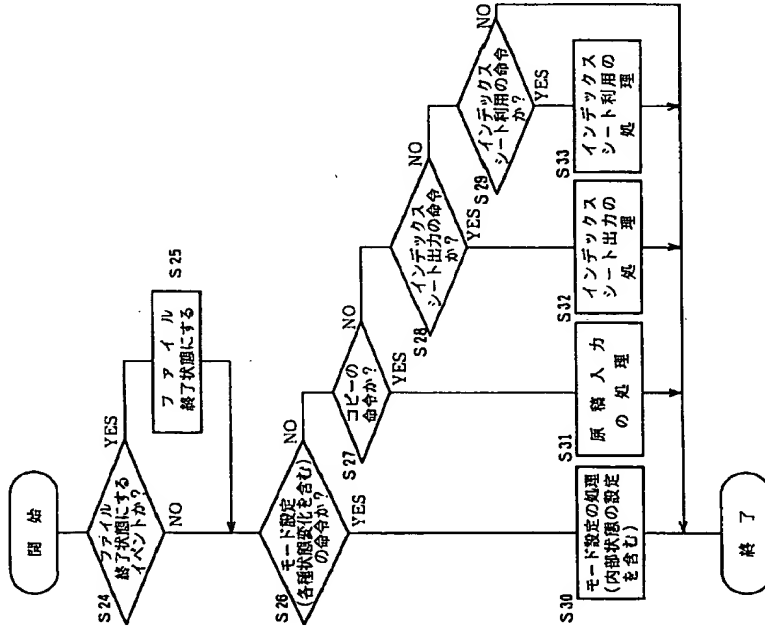 開始
S24
ファイル
終了状態にする
イベントか?
YES
NO
S25
ファイル
終了状態にする
S26
モード設定
(各種状態変化を含む)
の命令か?
NO
YES
S27
コピーの
命令か?
NO
YES
S28
インデックス
シート出力の命令
か?
NO
YES
S29
インデックス
シート利用の命令
か?
NO
YES
S30
モード設定の処理
(内部状態の設定
を含む)
S31
原稿入力
の処理
S32
インデックス
シート出力の
処理
S33
インデックス
シート利用の
処理
終了